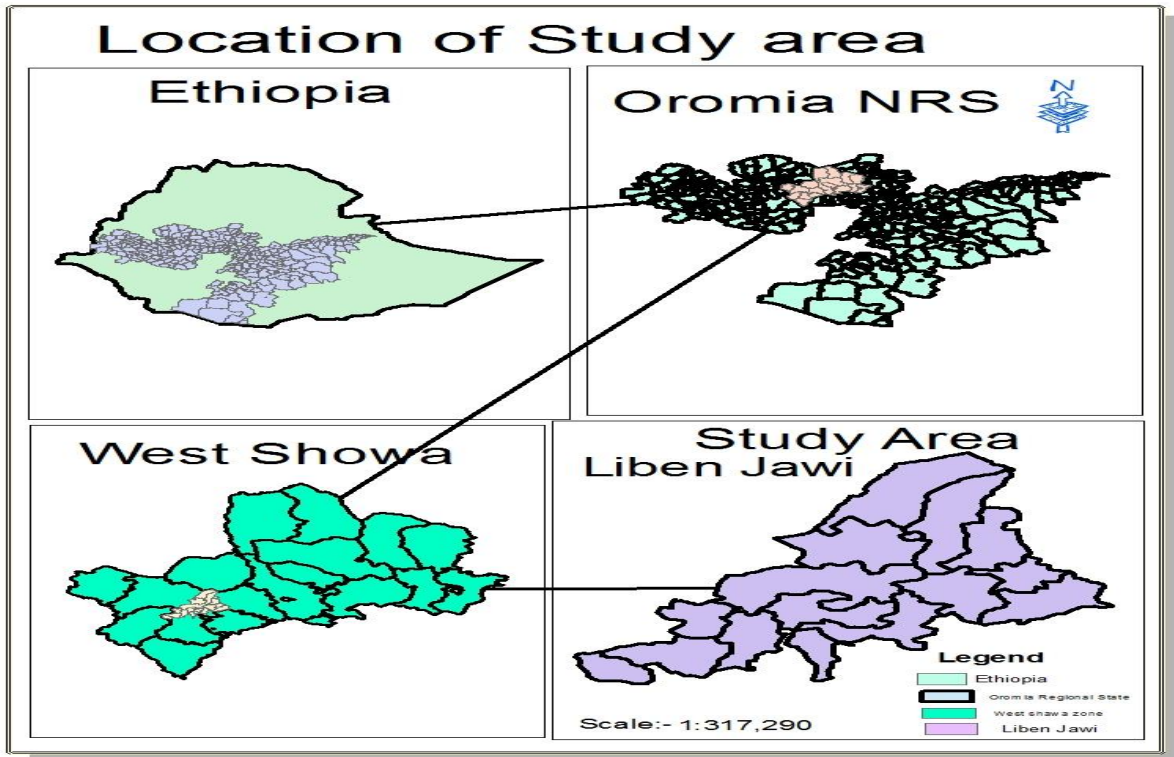 Location of Study area
Ethiopia
Oromia NRS
N
West Showa
Study Area
Liben Jawi
Legend
Ethiopia
Oromia Regional State
West shawa zone
Liben Jawi
Scale:- 1:317,290